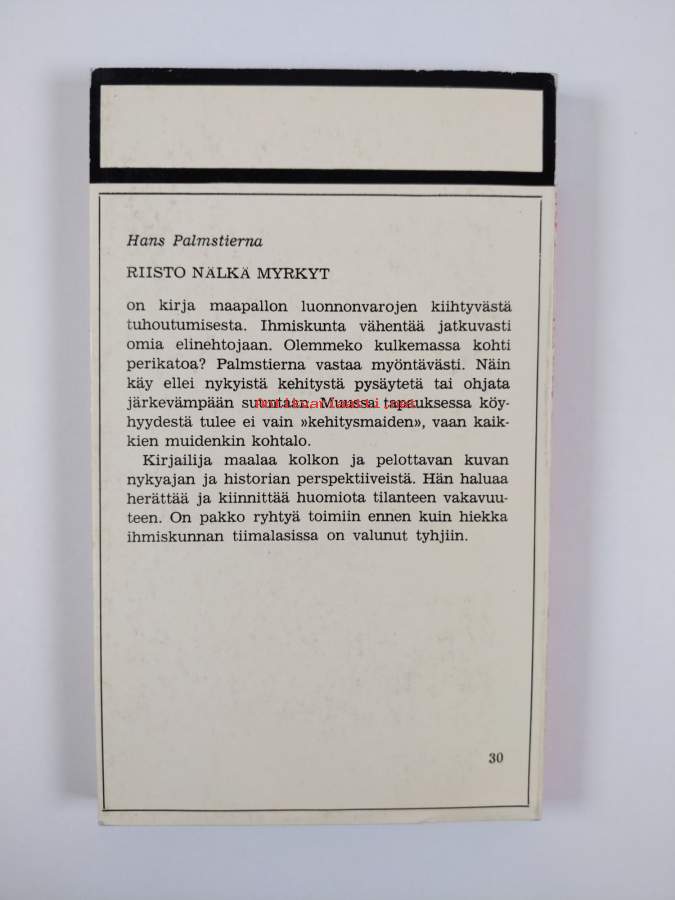 Hans Palmstierna
RIISTO NÄLKÄ MYRKYT
on kirja maapallon luonnonvarojen kiihtyvästä
tuhoutumisesta. Ihmiskunta vähentää jatkuvasti
omia elinehtojaan. Olemmeko kulkemassa kohti
perikatoa? Palmstierna vastaa myöntävästi. Näin
käy ellei nykyistä kehitystä pysäytetä tai ohjata
järkevämpään suuntaan. Muussa tapauksessa köy-
hyydestä tulee ei vain »kehitysmaiden», vaan kaik-
kien muidenkin kohtalo.
Kirjailija maalaa kolkon ja pelottavan kuvan
nykyajan ja historian perspektiiveistä. Hän haluaa
herättää ja kiinnittää huomiota tilanteen vakavuu-
teen. On pakko ryhtyä toimiin ennen kuin hiekka
ihmiskunnan tiimalasissa on valunut tyhjiin.
30